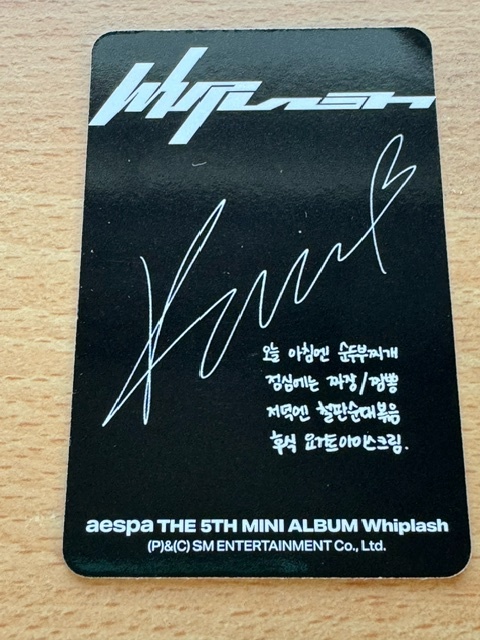 Whiplash
Karina
오늘 아침엔 순두부찌개
점심에는 짜장/짬뽕
저녁엔 철판순대볶음
후식 요거트아이스크림.
aespa THE 5TH MINI ALBUM Whiplash
(P)&(C) SM ENTERTAINMENT Co., Ltd.